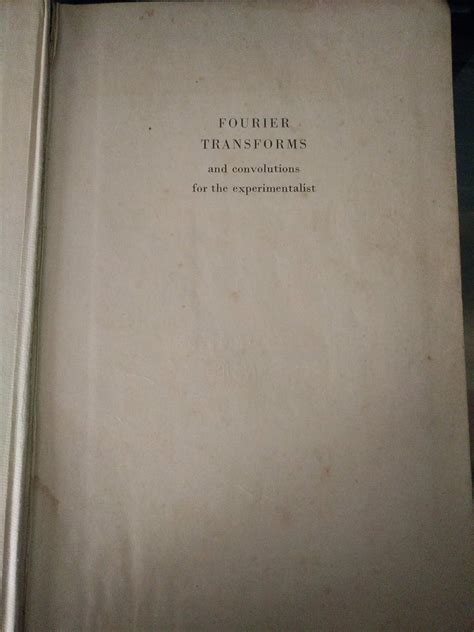 FOURIER
TRANSFORMS
and convolutions
for the experimentalist